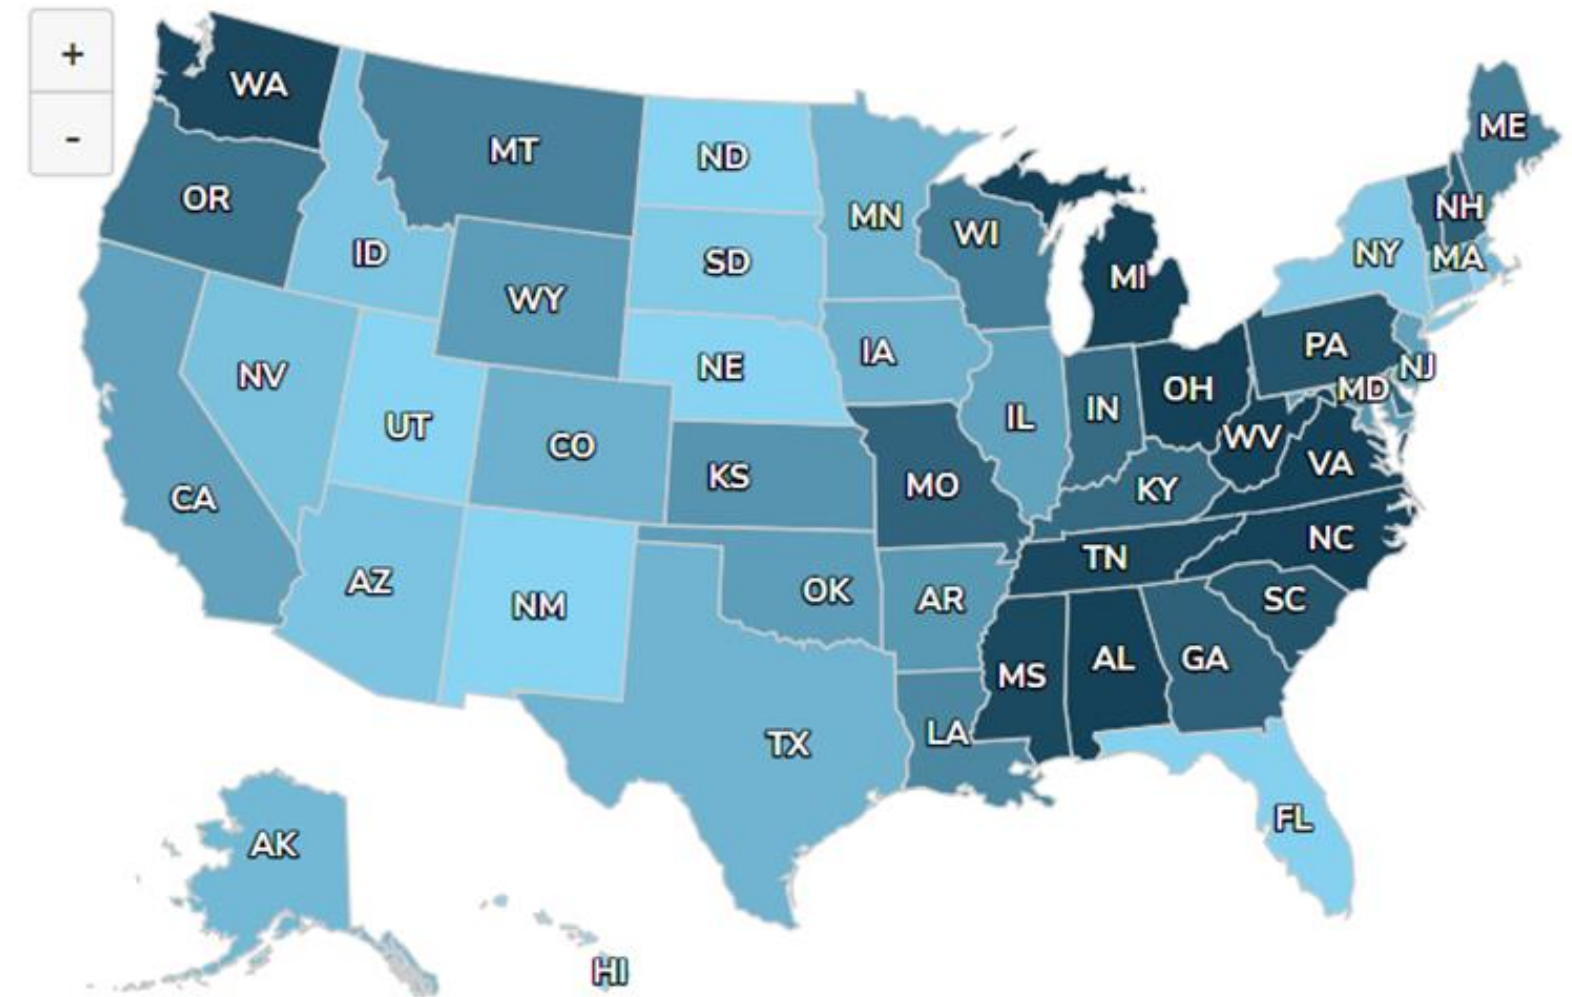 +
-
WA
OR
MT
ID
WY
ND
SD
NE
MN
WI
IA
MI
ME
NH
NY
MA
PA
NJ
MD
OH
IN
IL
WV
VA
KY
NV
UT
CO
KS
MO
CA
AZ
NM
OK
AR
TN
NC
SC
MS
AL
GA
LA
TX
FL
AK
HI